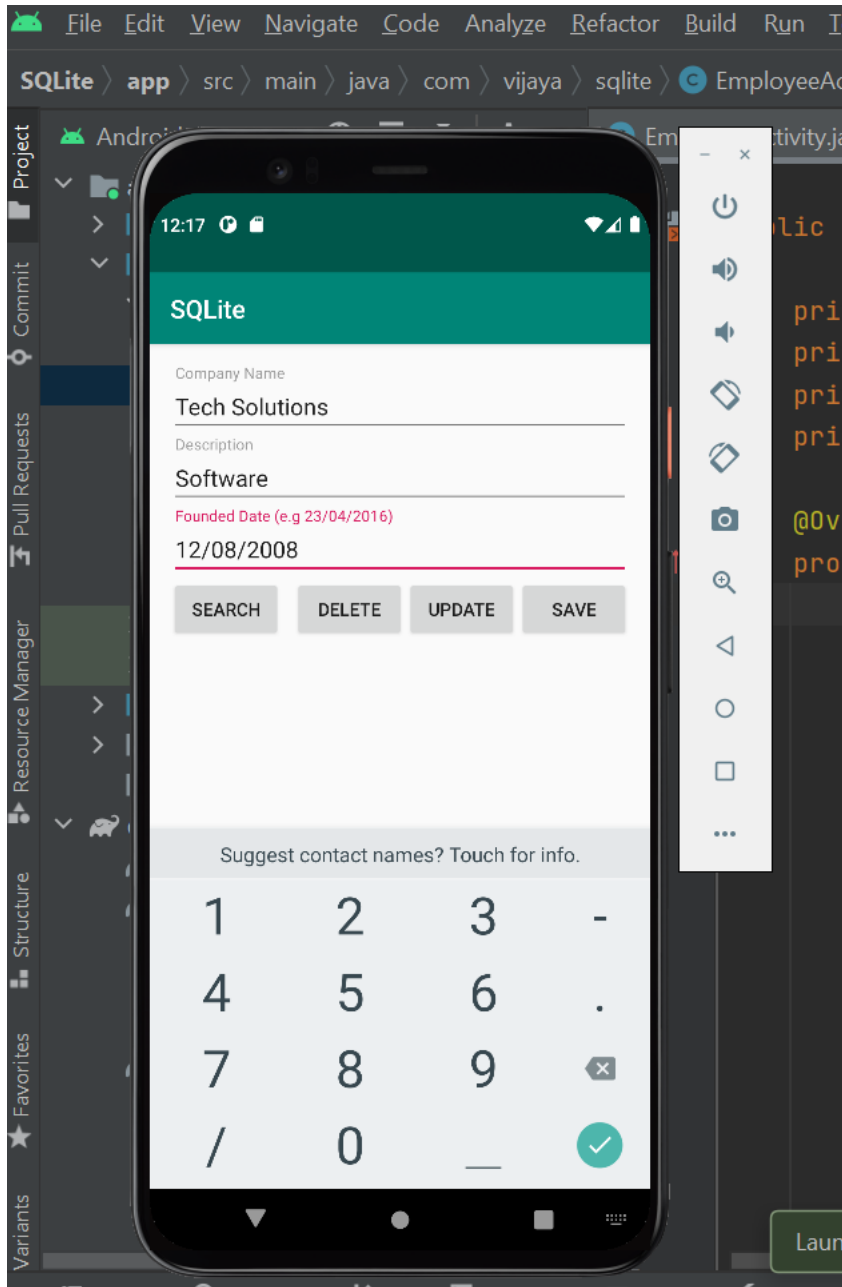 File Edit View Navigate Code Analyze Refactor Build Run
SQLite app src main java com vijaya sqlite EmployeeAc
Project
Commit
Pull Requests
Resource Manager
Structure
Favorites
Variants
12:17
SQLite
Company Name
Tech Solutions
Description
Software
Founded Date (e.g 23/04/2016)
12/08/2008
SEARCH DELETE UPDATE SAVE
Suggest contact names? Touch for info.
1 2 3 -
4 5 6 .
7 8 9
/ 0 _
lic
pri
pri
pri
pri
@Ov
pro
Laun